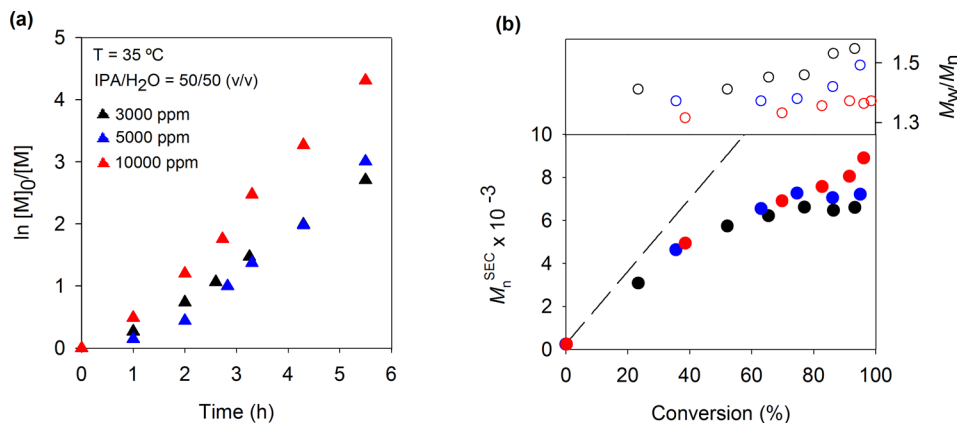 (a)
T = 35 ºC
IPA/H2O = 50/50 (v/v)
3000 ppm
5000 ppm
10000 ppm
5
4
3
2
1
0
ln [M]0/[M]
0 1 2 3 4 5 6
Time (h)
(b)
1.5
1.3
Mw/Mn
10
8
6
4
2
0
MnSEC x 10-3
0 20 40 60 80 100
Conversion (%)